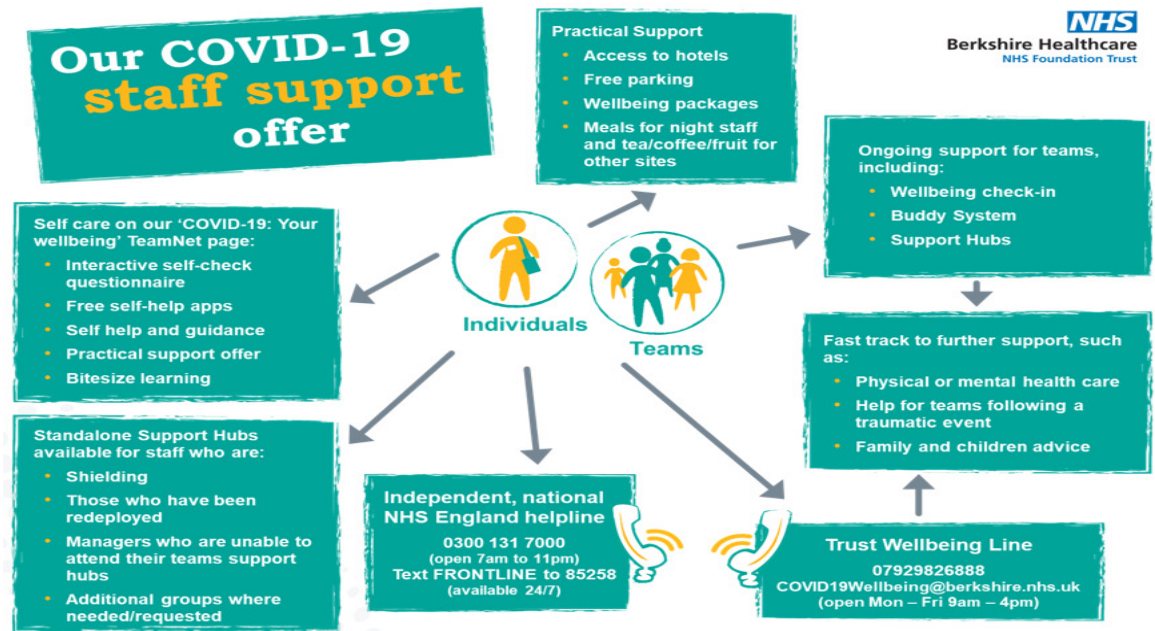 Our COVID-19
staff support
offer
Practical Support
• Access to hotels
• Free parking
• Wellbeing packages
• Meals for night staff
and tea/coffee/fruit for
other sites
NHS
Berkshire Healthcare
NHS Foundation Trust
Ongoing support for teams,
including:
• Wellbeing check-in
• Buddy System
• Support Hubs
Self care on our ‘COVID-19: Your
wellbeing’ TeamNet page:
• Interactive self-check
questionnaire
• Free self-help apps
• Self help and guidance
• Practical support offer
• Bitesize learning
Individuals
Teams
Fast track to further support, such
as:
• Physical or mental health care
• Help for teams following a
traumatic event
• Family and children advice
Standalone Support Hubs
available for staff who are:
• Shielding
• Those who have been
redeployed
• Managers who are unable to
attend their teams support
hubs
• Additional groups where
needed/requested
Independent, national
NHS England helpline
0300 131 7000
(open 7am to 11pm)
Text FRONTLINE to 85258
(available 24/7)
Trust Wellbeing Line
07929826888
COVID19Wellbeing@berkshire.nhs.uk
(open Mon – Fri 9am – 4pm)